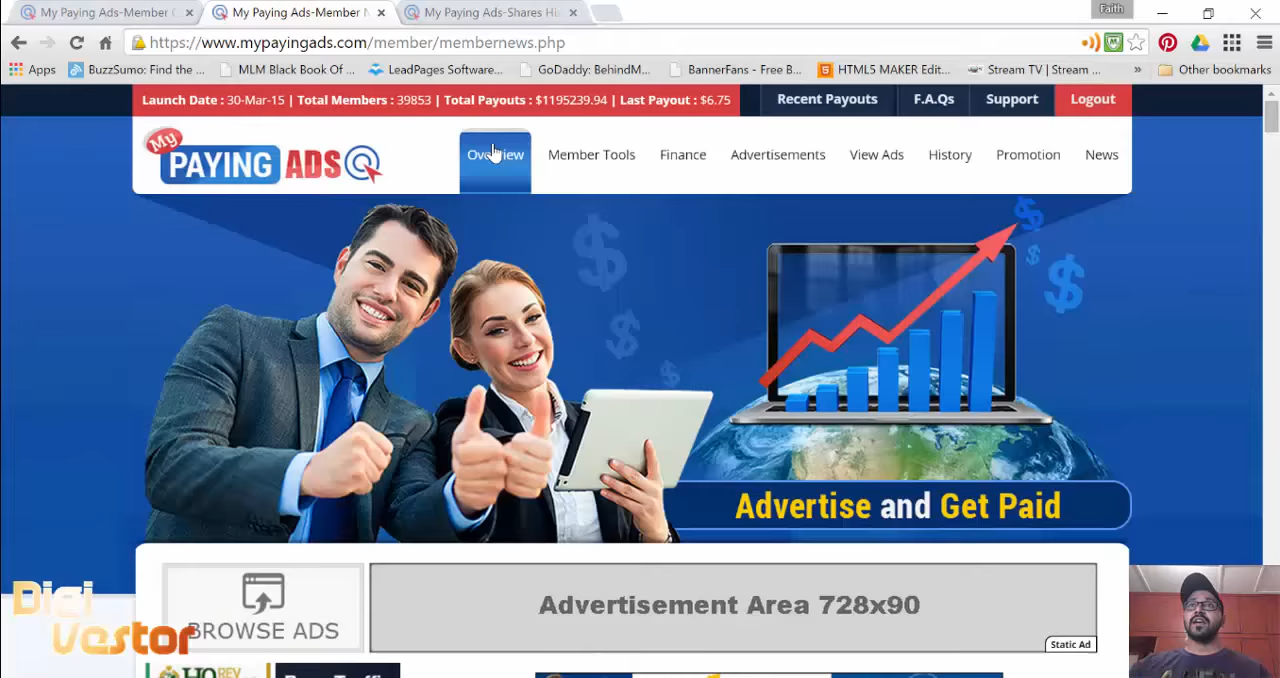 My Paying Ads-Member
My Paying Ads-Member
My Paying Ads-Shares Hi
Faith
https://www.mypayingads.com/member/membernews.php
Apps
BuzzSumo: Find the ...
MLM Black Book Of ...
LeadPages Software...
GoDaddy: BehindM...
BannerFans - Free B...
HTML5 MAKER Edit...
Stream TV | Stream ...
Other bookmarks
Launch Date : 30-Mar-15 | Total Members : 39853 | Total Payouts : $1195239.94 | Last Payout : $6.75
Recent Payouts
F.A.Qs
Support
Logout
My
PAYING ADS
Overview
Member Tools
Finance
Advertisements
View Ads
History
Promotion
News
Advertise and Get Paid
BROWSE ADS
Advertisement Area 728x90
Static Ad
Digi
Vestor